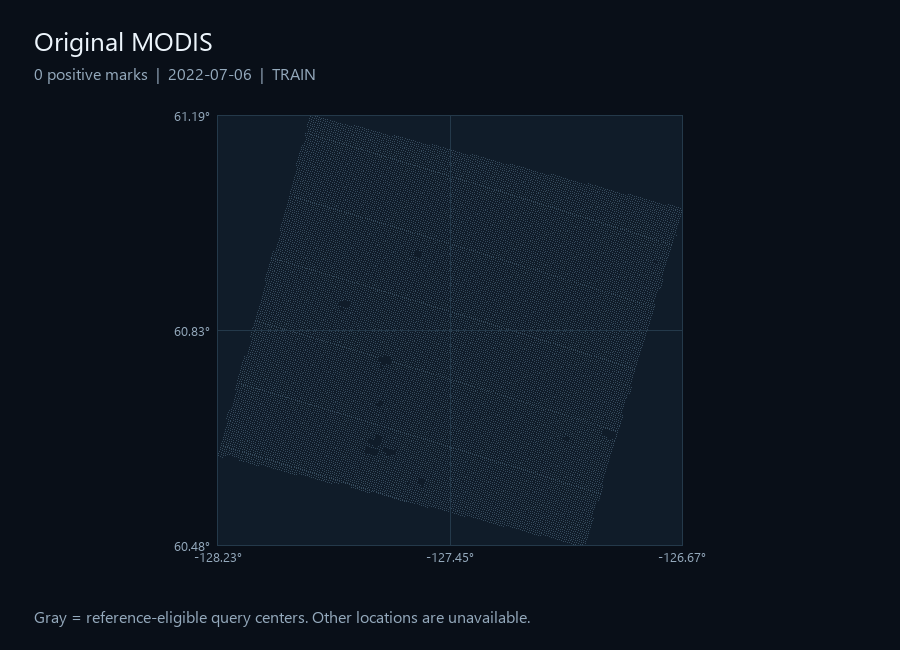 Original MODIS
0 positive marks | 2022-07-06 | TRAIN
61.19°
60.83°
60.48°
-128.23° -127.45° -126.67°
Gray = reference-eligible query centers. Other locations are unavailable.